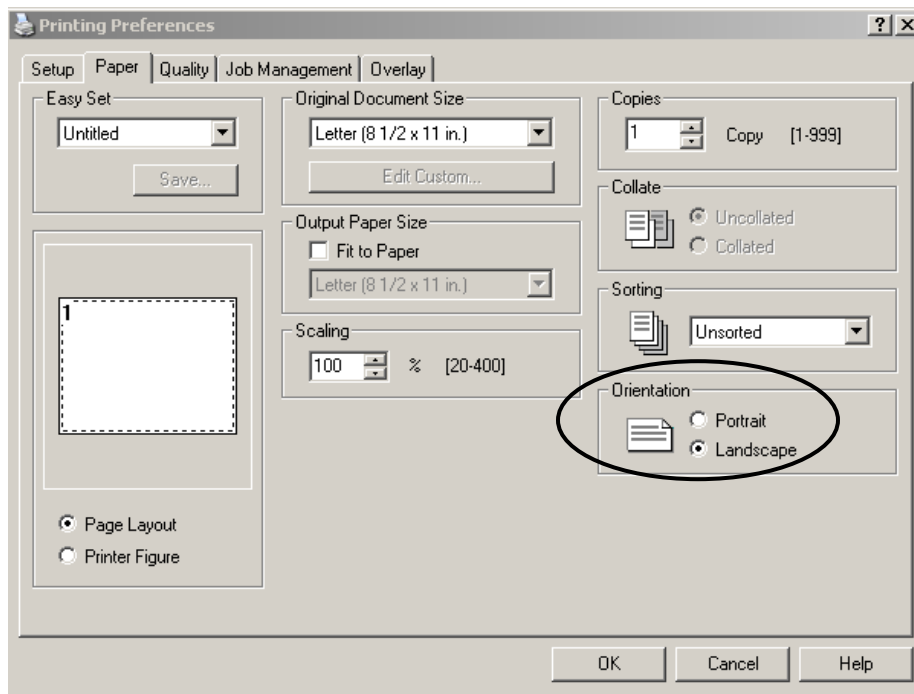 Printing Preferences
Setup Paper Quality Job Management Overlay
Easy Set
Untitled
Save...
1
Page Layout
Printer Figure
Original Document Size
Letter (8 1/2 x 11 in.)
Edit Custom...
Output Paper Size
Fit to Paper
Letter (8 1/2 x 11 in.)
Scaling
100 % [20-400]
Copies
1 Copy [1-999]
Collate
Uncollated
Collated
Sorting
Unsorted
Orientation
Portrait
Landscape
OK Cancel Help